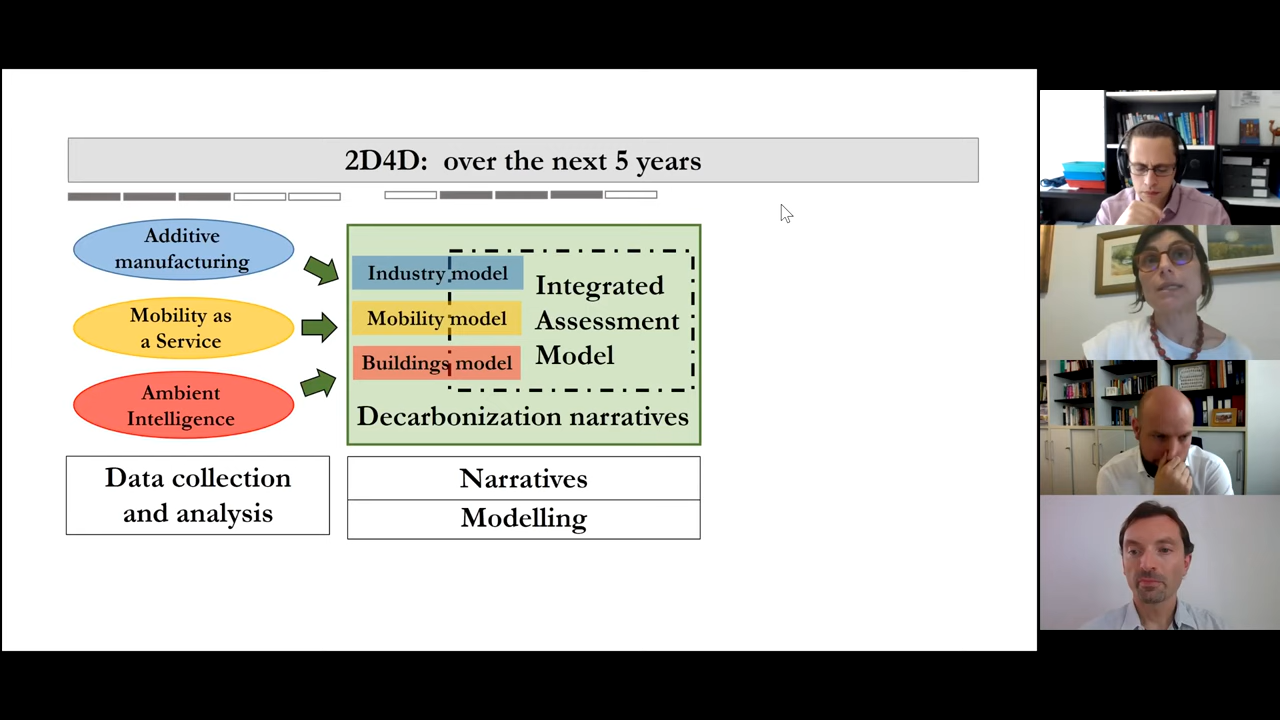 2D4D: over the next 5 years
Additive
manufacturing
Mobility as
a Service
Ambient
Intelligence
Industry model
Mobility model
Buildings model
Integrated
Assessment
Model
Decarbonization narratives
Data collection
and analysis
Narratives
Modelling